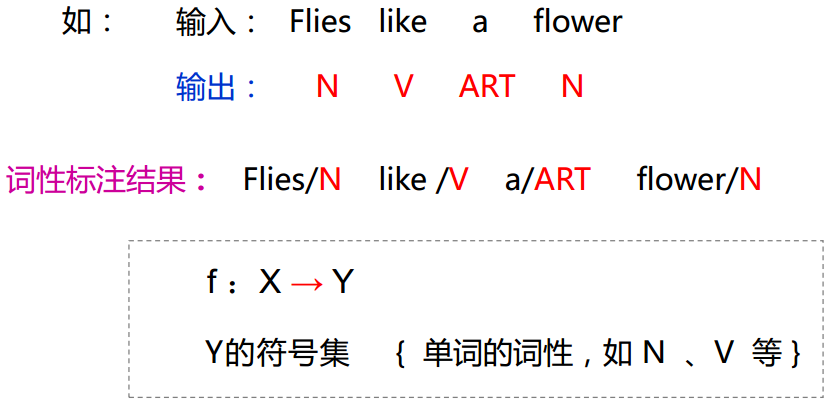 如： 输入： Flies like a flower
输出： N V ART N
词性标注结果： Flies/N like /V a/ART flower/N
f： X → Y
Y的符号集 { 单词的词性，如 N 、V 等 }